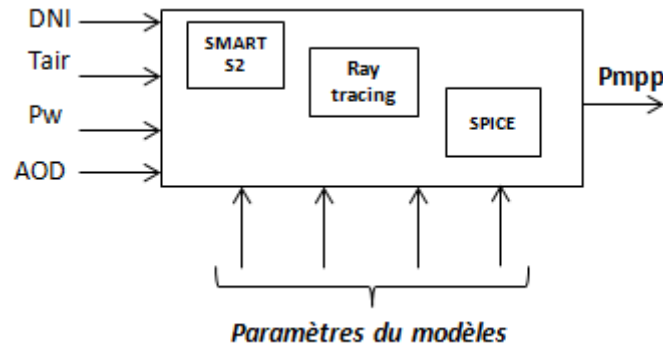 DNI
Tair
Pw
AOD
SMART
S2
Ray
tracing
SPICE
Pmpp
Paramètres du modèles